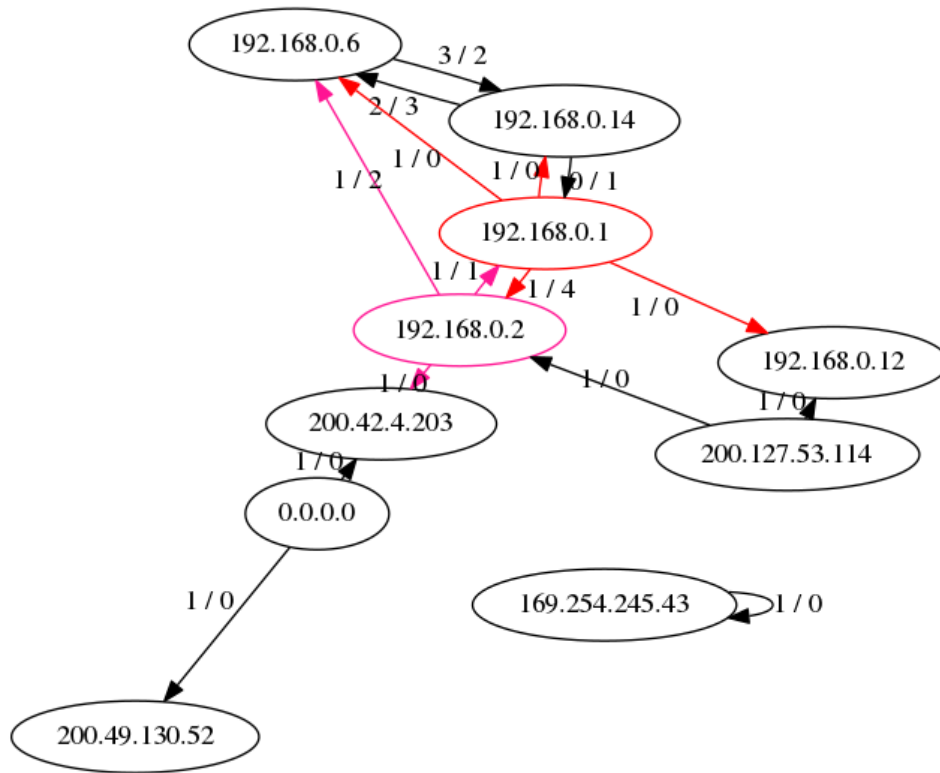 192.168.0.6
3 / 2
2 / 3
192.168.0.14
1 / 0
1 / 0
0 / 1
1 / 2
192.168.0.1
1 / 1
1 / 4
1 / 0
192.168.0.2
192.168.0.12
1 / 0
1 / 0
1 / 0
200.42.4.203
200.127.53.114
1 / 0
0.0.0.0
1 / 0
169.254.245.43
1 / 0
200.49.130.52